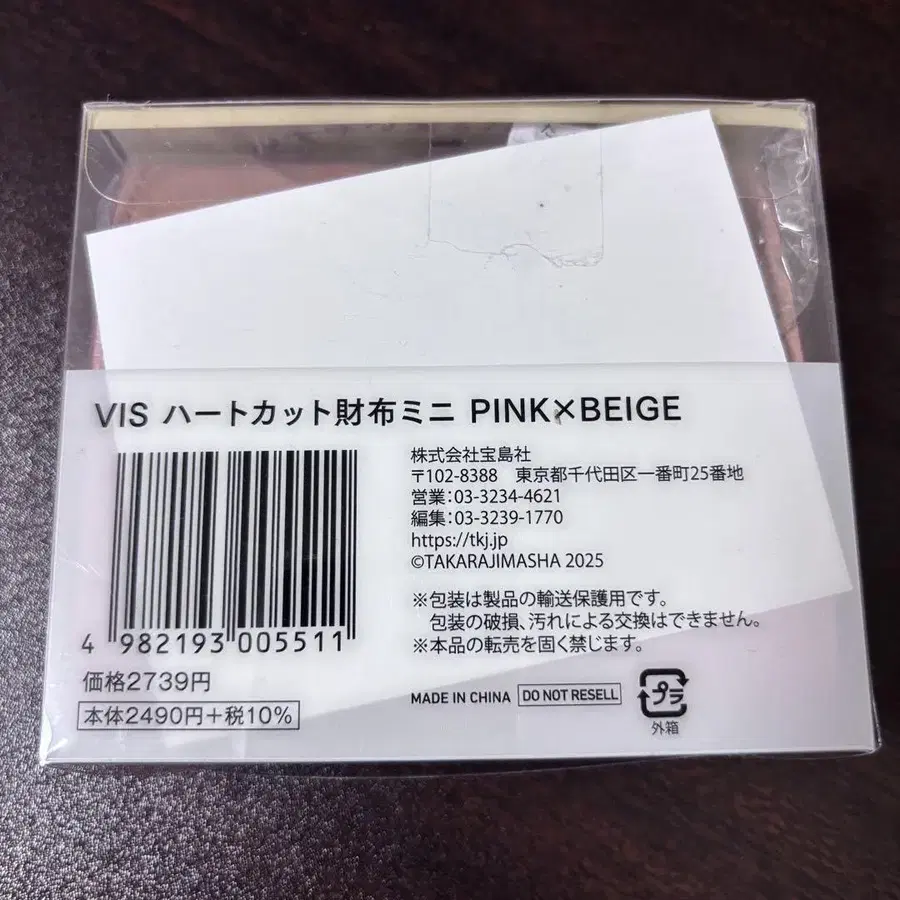 VIS ハートカット財布ミニ PINK×BEIGE
株式会社宝島社
〒102-8388　東京都千代田区一番町25番地
営業：03-3234-4621
編集：03-3239-1770
https://tkj.jp
©TAKARAJIMASHA 2025
※包装は製品の輸送保護用です。
包装の破損、汚れによる交換はできません。
※本品の転売を固く禁じます。
MADE IN CHINA DO NOT RESELL
プラ
外箱
4 982193 005511
価格2739円
本体2490円+税10%